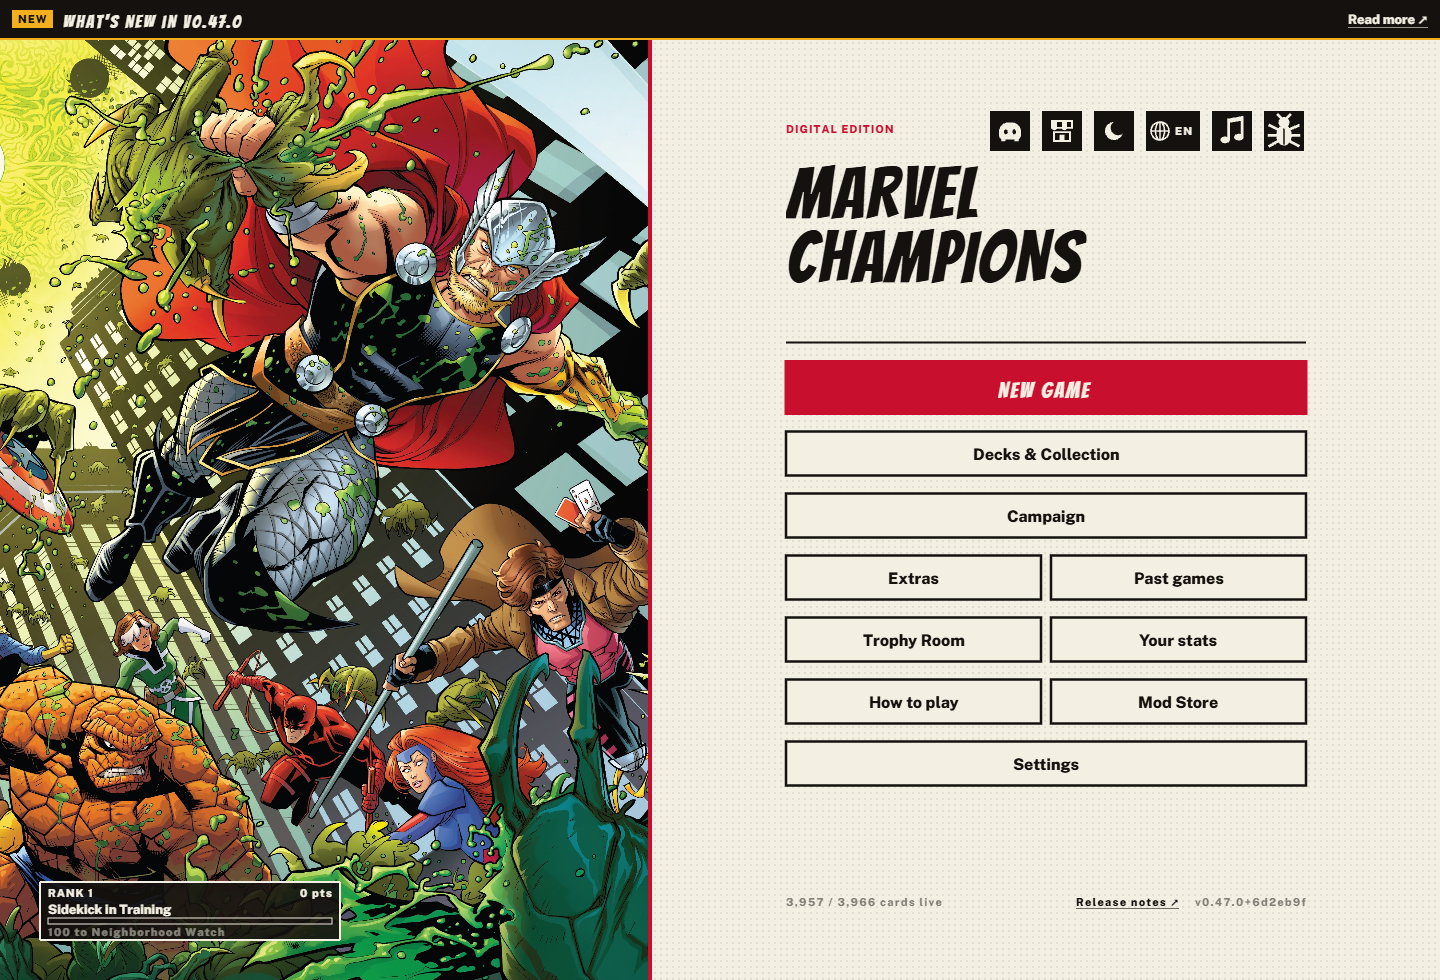 NEW WHAT'S NEW IN V0.47.0
Read more ↗
DIGITAL EDITION
EN
MARVEL
CHAMPIONS
NEW GAME
Decks & Collection
Campaign
Extras
Past games
Trophy Room
Your stats
How to play
Mod Store
Settings
RANK 1
0 pts
Sidekick in Training
100 to Neighborhood Watch
3,957 / 3,966 cards live
Release notes ↗
v0.47.0+6d2eb9f